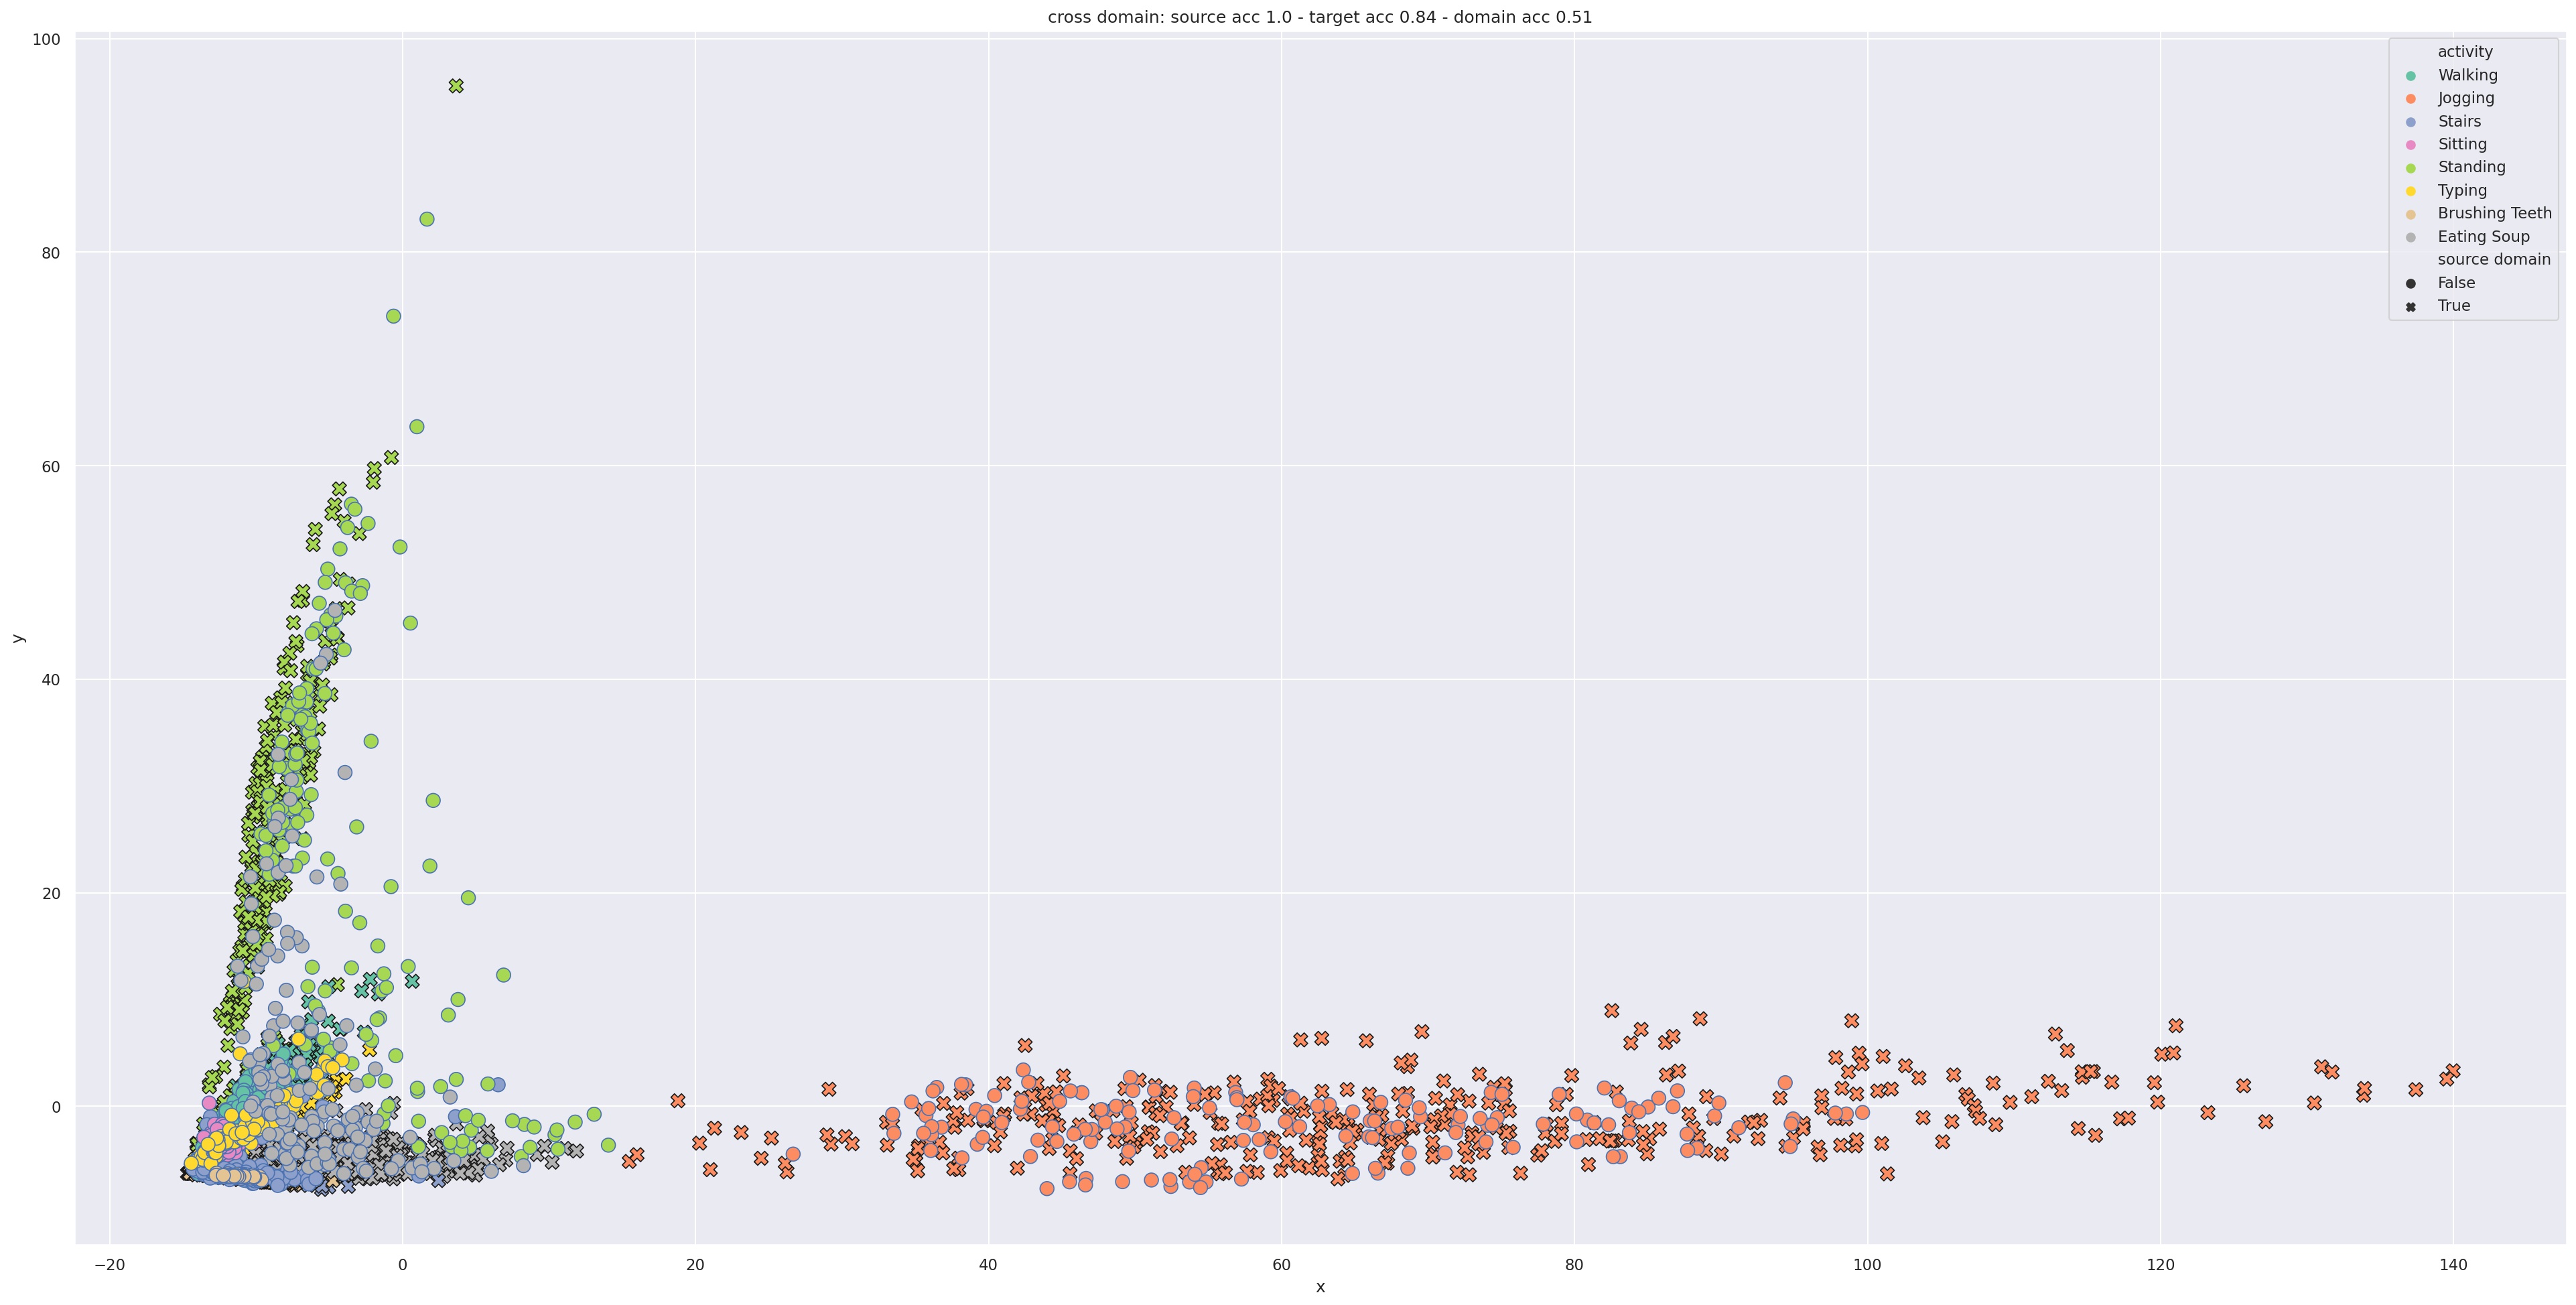 cross domain: source acc 1.0 - target acc 0.84 - domain acc 0.51
100
80
60
40
20
0
y
activity
Walking
Jogging
Stairs
Sitting
Standing
Typing
Brushing Teeth
Eating Soup
source domain
False
True
−20
0
20
40
60
80
100
120
140
x